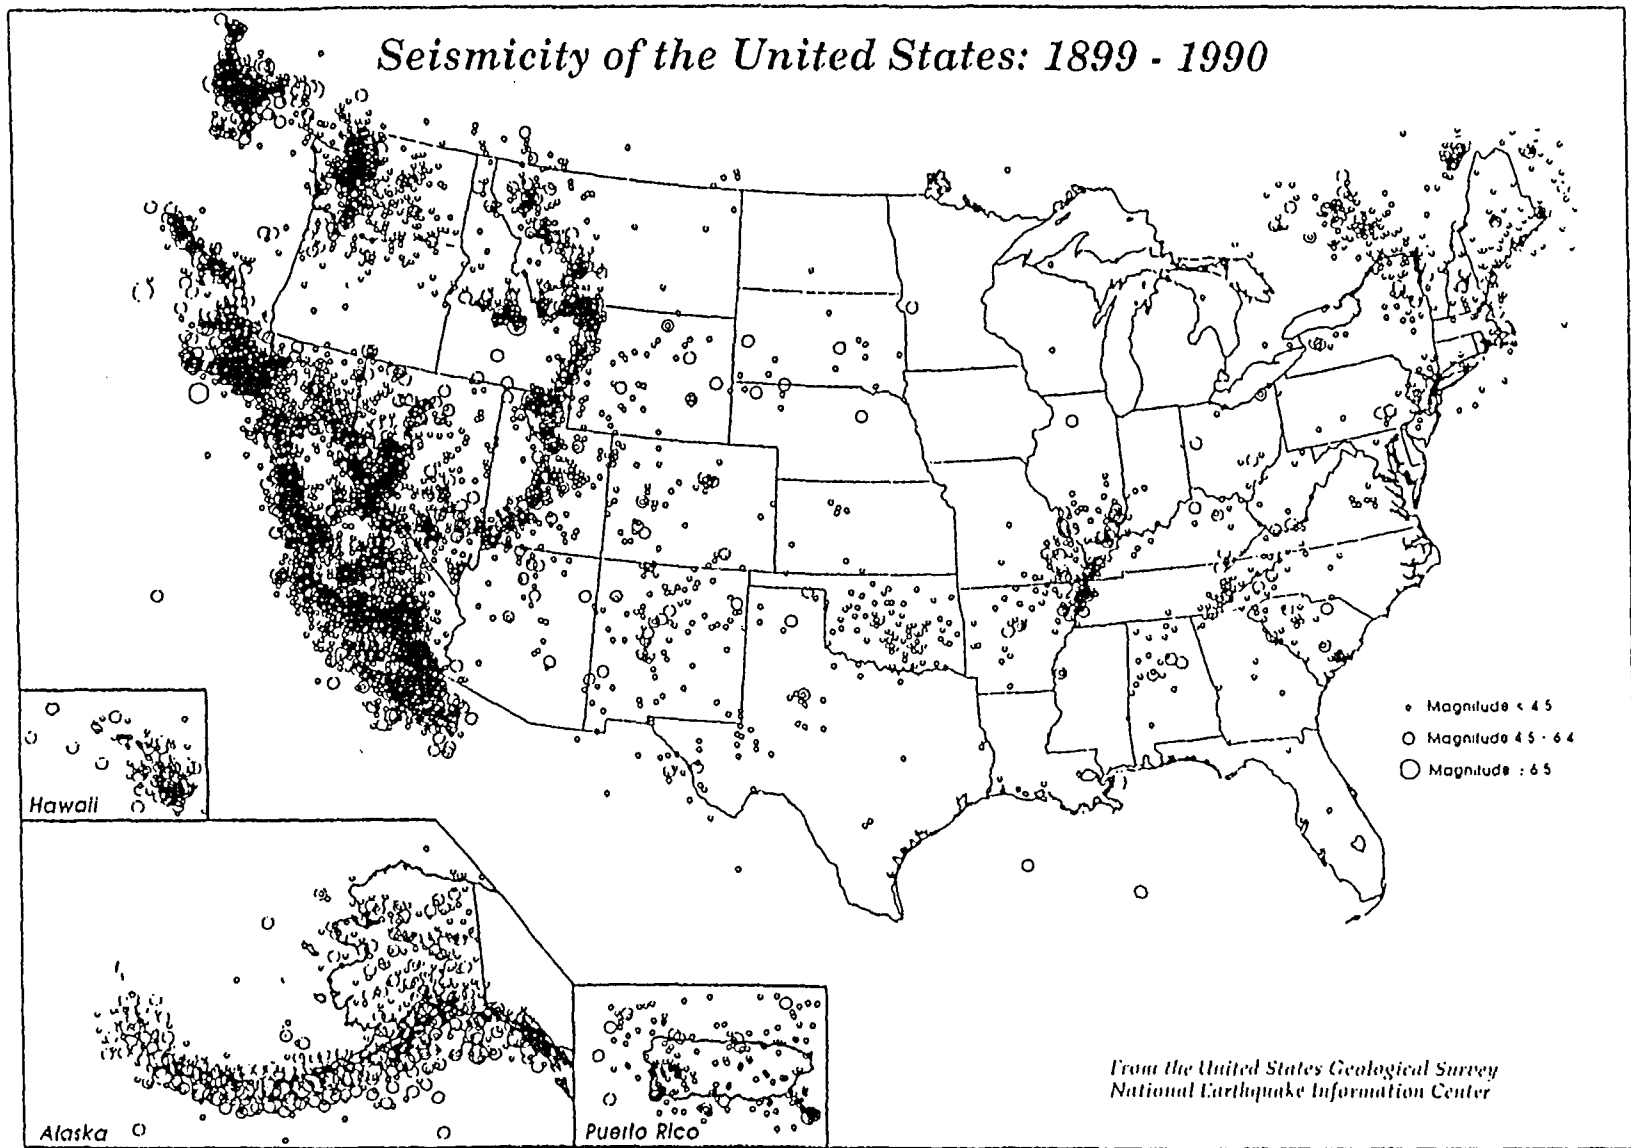 Seismicity of the United States: 1899 - 1990
Magnitude < 4.5
Magnitude 4.5 - 6.4
Magnitude : 6.5
Hawaii
Alaska
Puerto Rico
From the United States Geological Survey
National Earthquake Information Center